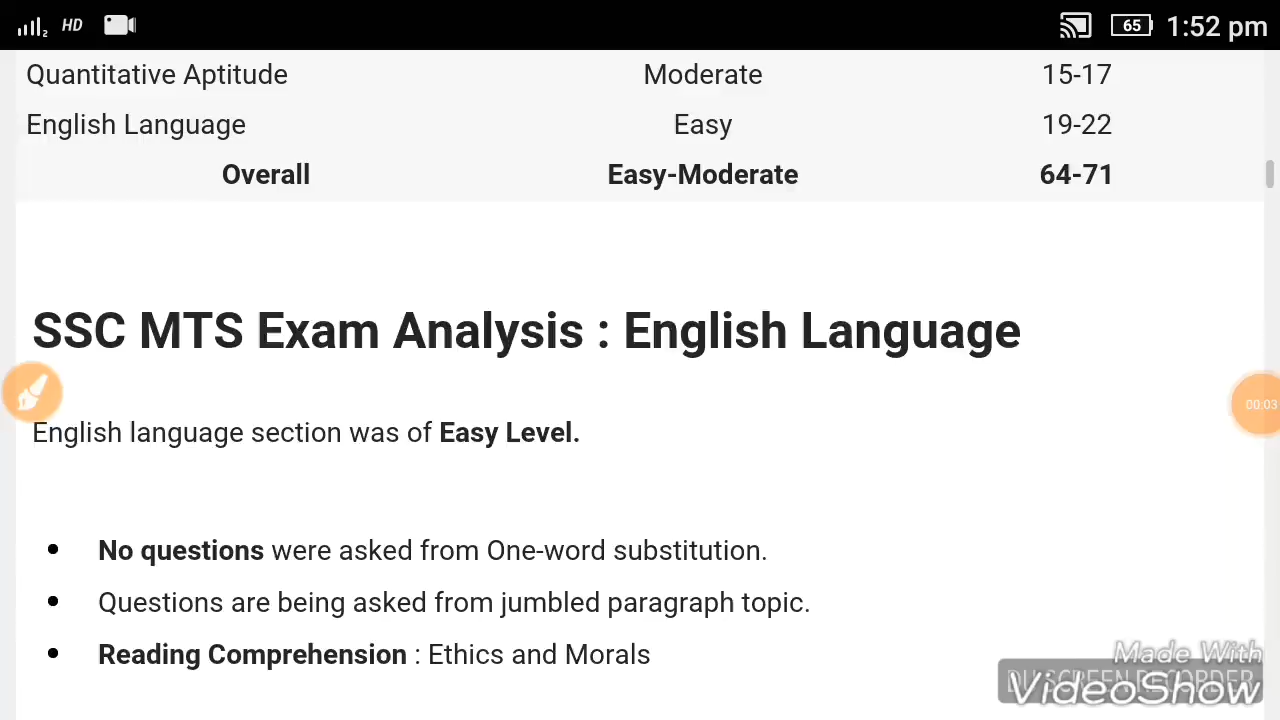 HD 65 1:52 pm
Quantitative Aptitude Moderate 15-17
English Language Easy 19-22
Overall Easy-Moderate 64-71
SSC MTS Exam Analysis : English Language
00:03
English language section was of Easy Level.
• No questions were asked from One-word substitution.
• Questions are being asked from jumbled paragraph topic.
• Reading Comprehension : Ethics and Morals
Made With
DU SCREEN RECORDER
VideoShow